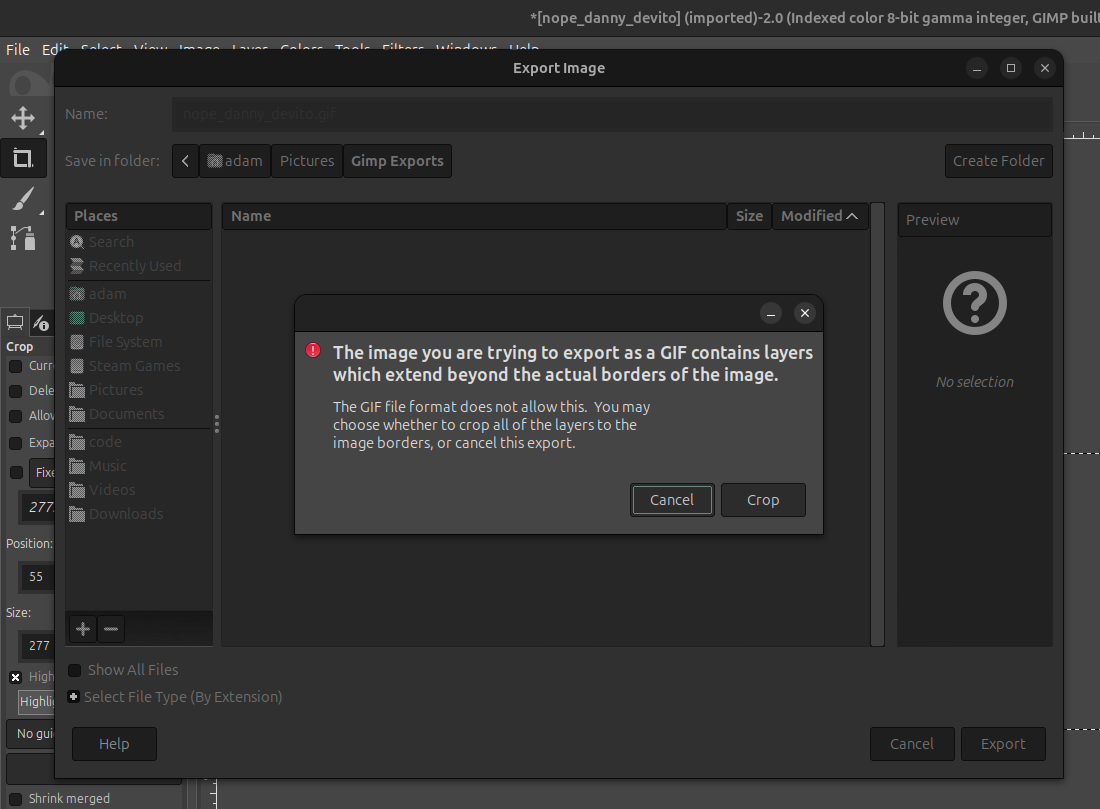 *[nope_danny_devito] (imported)-2.0 (Indexed color 8-bit gamma integer, GIMP buil
File Edit Select View Image Layer Colors Tools Filters Windows Help
Export Image
Name: nope_danny_devito.gif
Save in folder: adam Pictures Gimp Exports Create Folder
Places Name Size Modified Preview
Search
Recently Used
adam
Desktop
File System
Steam Games
Pictures
Documents
code
Music
Videos
Downloads
No selection
The image you are trying to export as a GIF contains layers
which extend beyond the actual borders of the image.
The GIF file format does not allow this. You may
choose whether to crop all of the layers to the
image borders, or cancel this export.
Cancel Crop
Crop
Curr
Dele
Allow
Expa
Fixe
277.
Position:
55
Size:
277
High
Highli
No gui
Shrink merged
Show All Files
Select File Type (By Extension)
Help Cancel Export